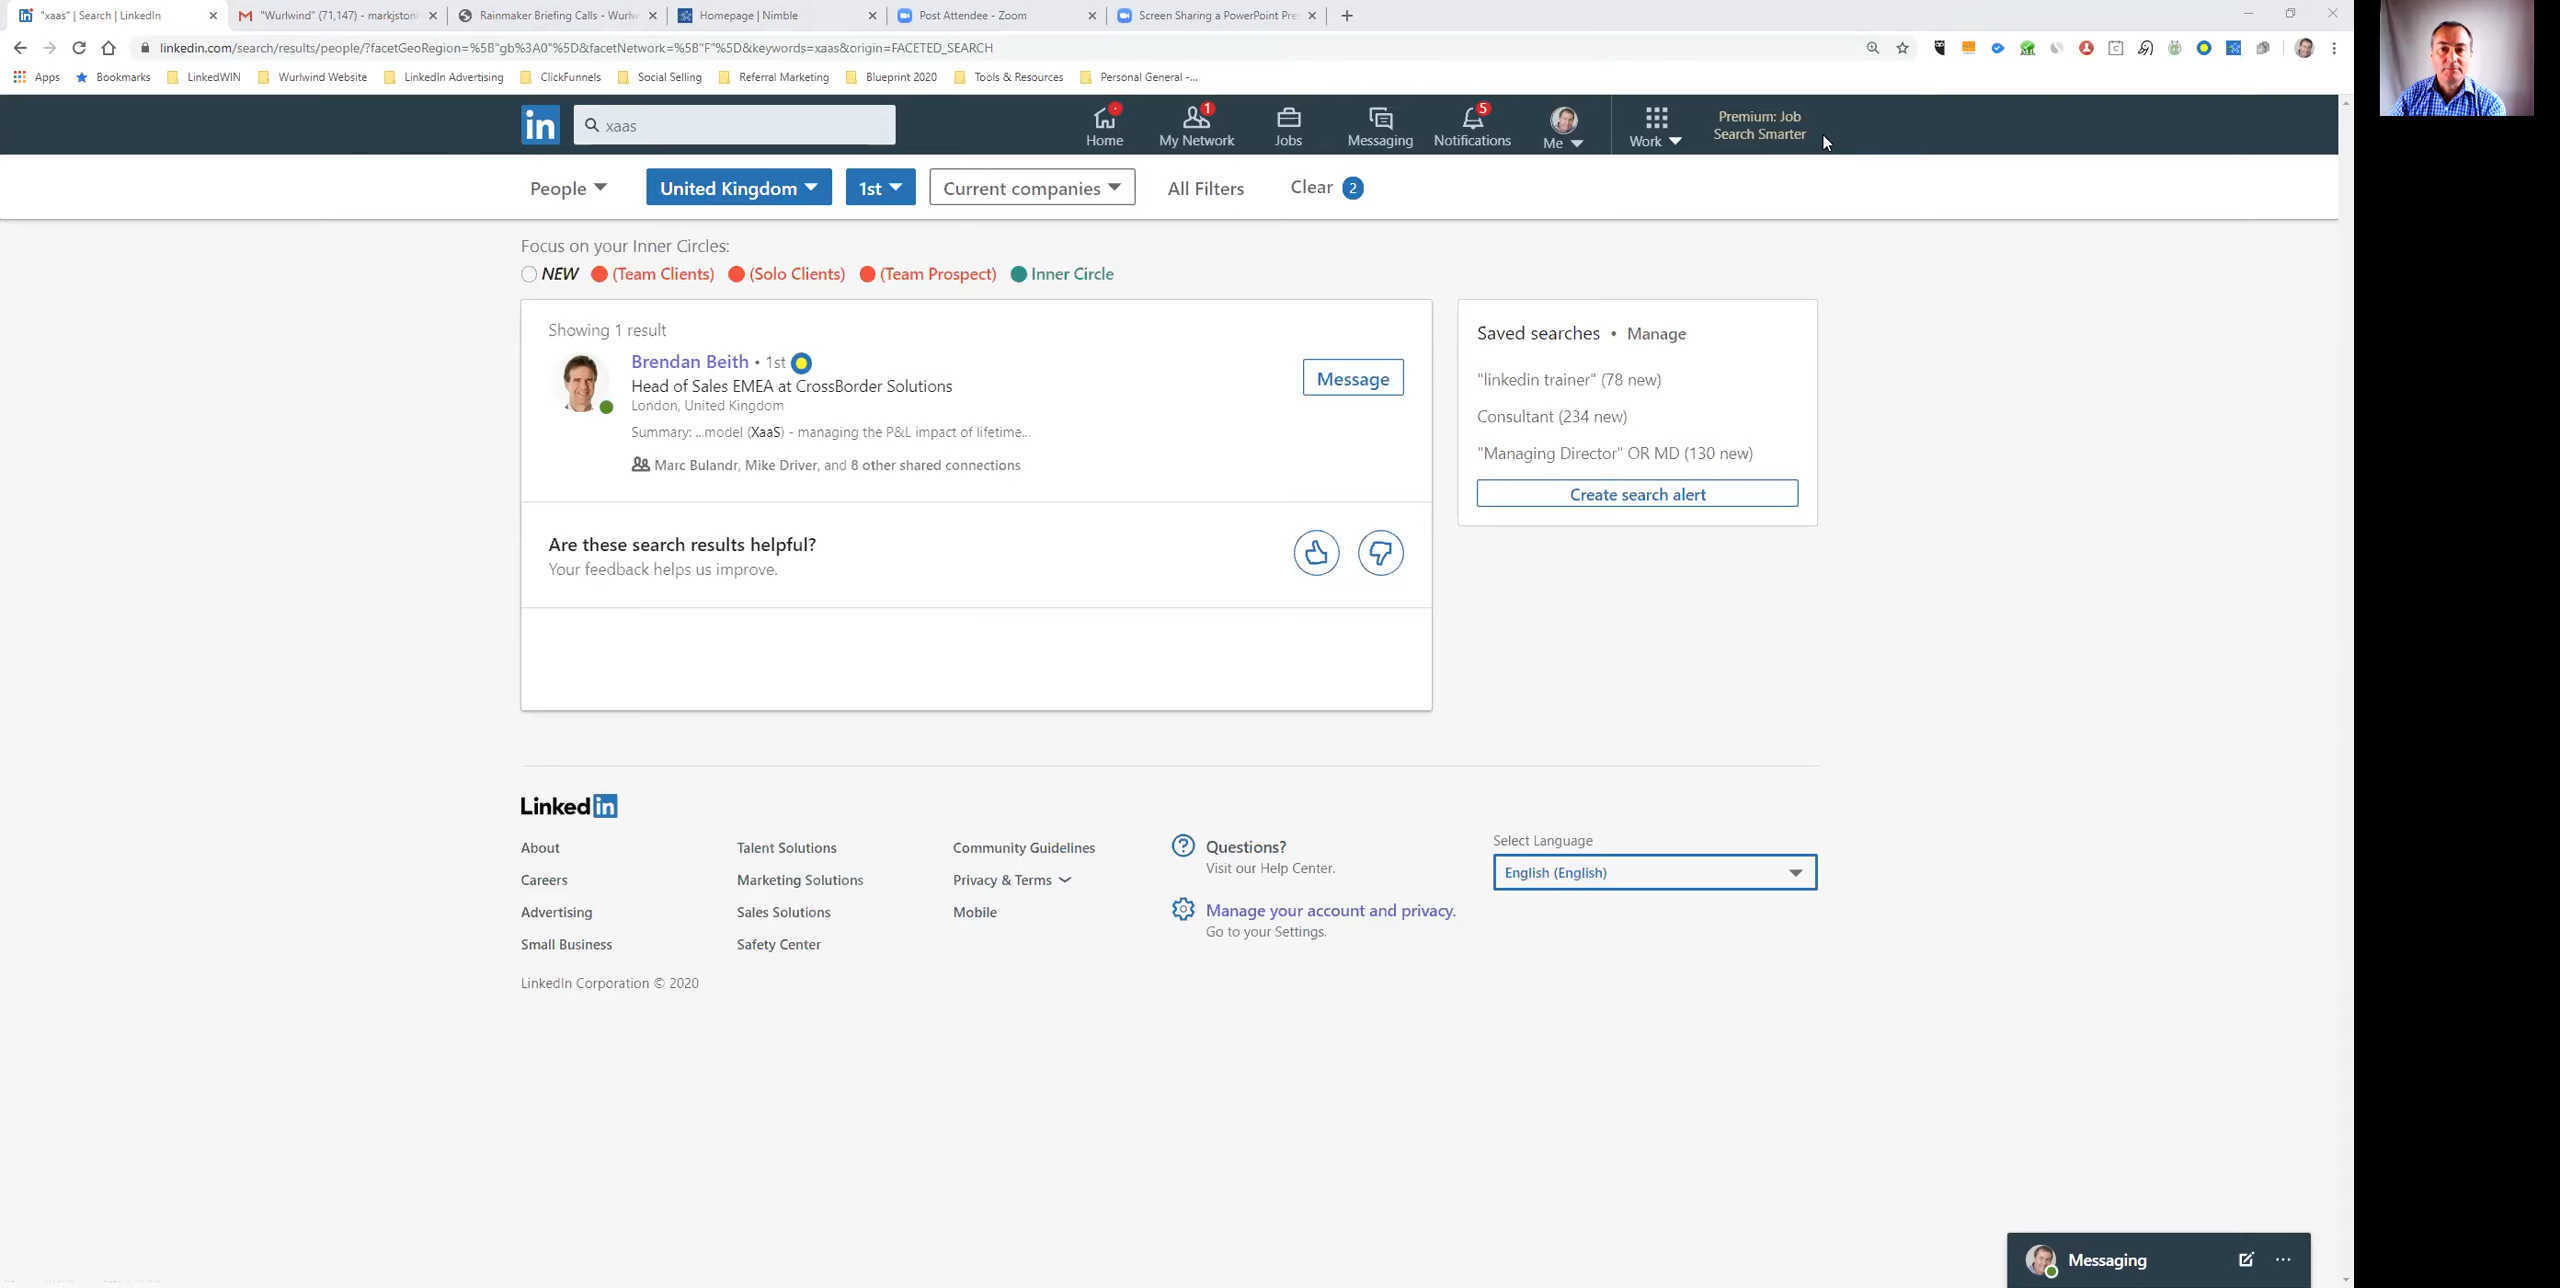 "xaas" | Search | LinkedIn
"Wurlwind" (71,147) - markjston
Rainmaker Briefing Calls - Wurlw
Homepage | Nimble
Post Attendee - Zoom
Screen Sharing a PowerPoint Pre
linkedin.com/search/results/people/?facetGeoRegion=%5B"gb%3A0"%5D&facetNetwork=%5B"F"%5D&keywords=xaas&origin=FACETED_SEARCH
Apps Bookmarks LinkedWIN Wurlwind Website LinkedIn Advertising ClickFunnels Social Selling Referral Marketing Blueprint 2020 Tools & Resources Personal General -...
in
xaas
Home
My Network 1
Jobs
Messaging
Notifications 5
Me
Work
Premium: Job
Search Smarter
People United Kingdom 1st Current companies All Filters Clear 2
Focus on your Inner Circles:
NEW (Team Clients) (Solo Clients) (Team Prospect) Inner Circle
Showing 1 result
Brendan Beith • 1st
Head of Sales EMEA at CrossBorder Solutions
London, United Kingdom
Summary: ...model (XaaS) - managing the P&L impact of lifetime...
Marc Bulandr, Mike Driver, and 8 other shared connections
Message
Are these search results helpful?
Your feedback helps us improve.
Saved searches • Manage
"linkedin trainer" (78 new)
Consultant (234 new)
"Managing Director" OR MD (130 new)
Create search alert
LinkedIn
About
Careers
Advertising
Small Business
Talent Solutions
Marketing Solutions
Sales Solutions
Safety Center
Community Guidelines
Privacy & Terms
Mobile
Questions?
Visit our Help Center.
Manage your account and privacy.
Go to your Settings.
Select Language
English (English)
LinkedIn Corporation © 2020
Messaging